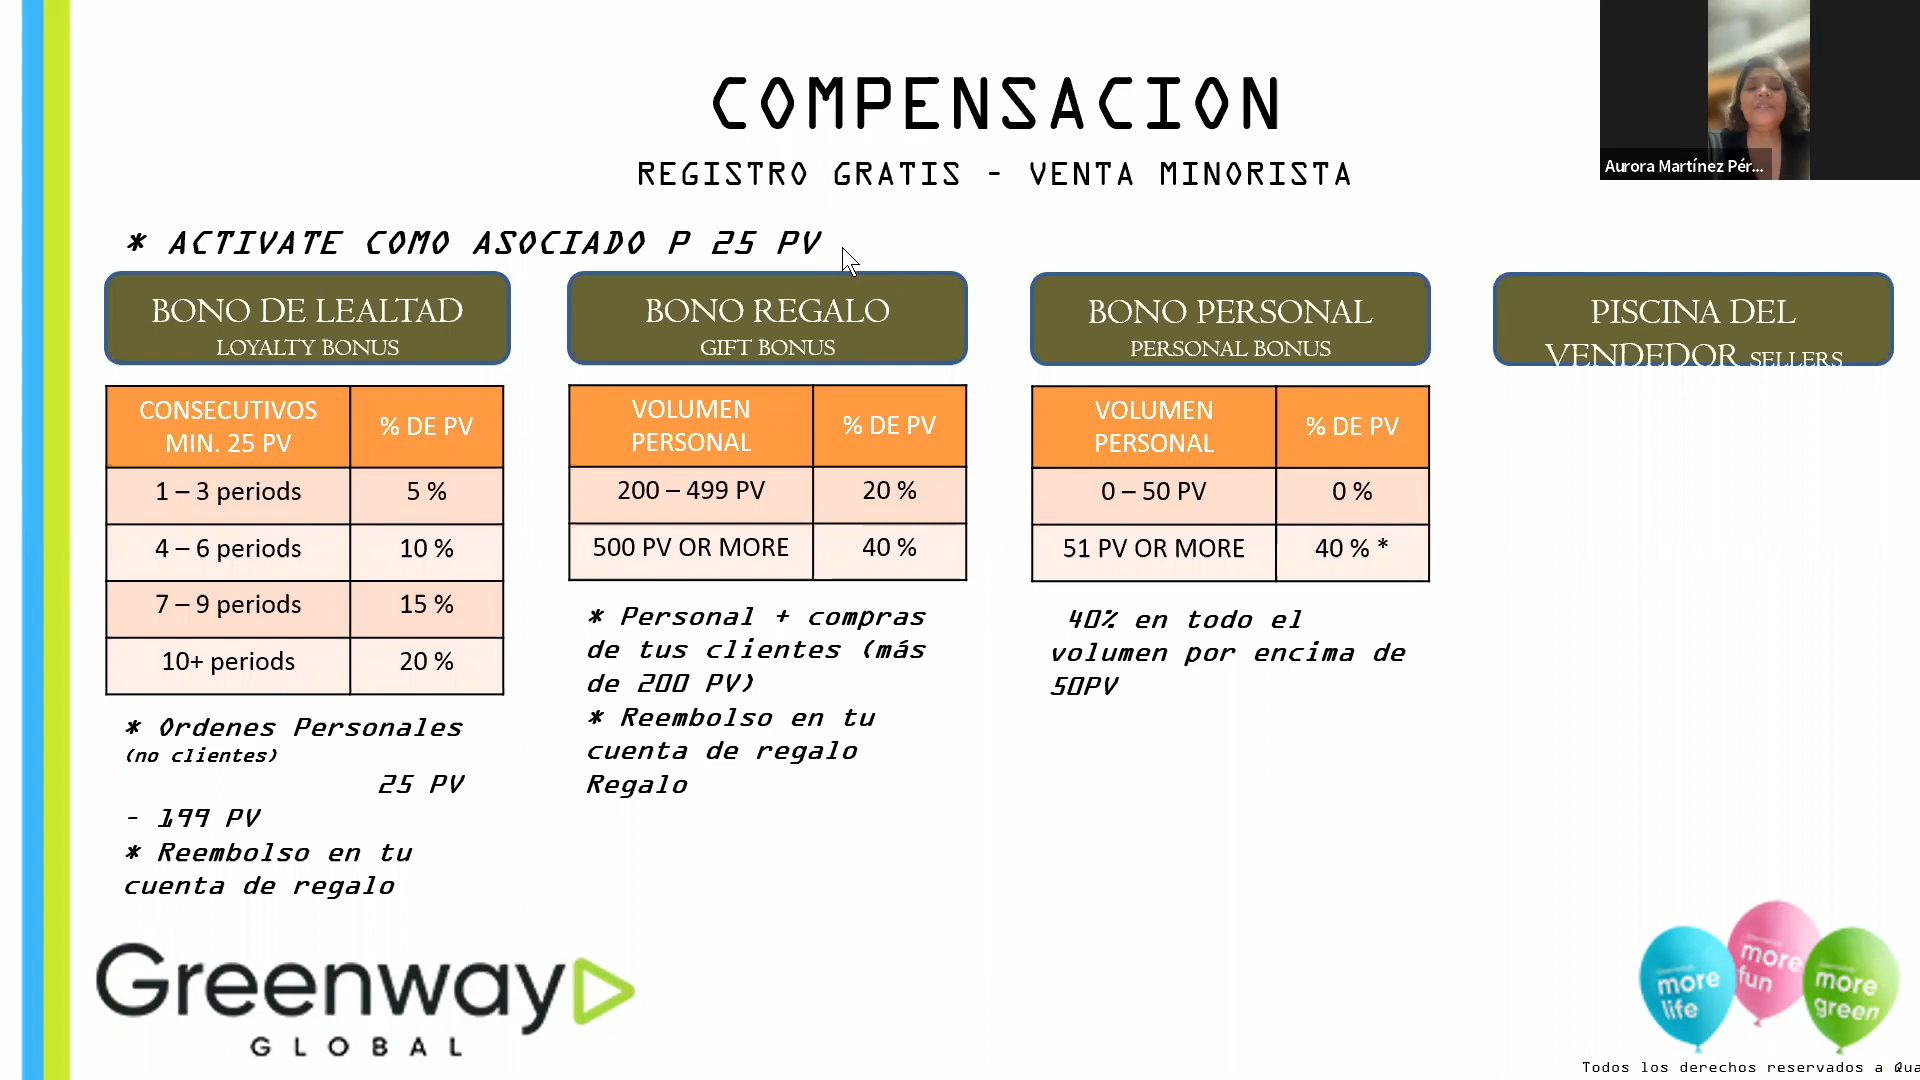 COMPENSACION
REGISTRO GRATIS - VENTA MINORISTA
Aurora Martínez Pér...
* ACTIVATE COMO ASOCIADO P 25 PV
BONO DE LEALTAD
LOYALTY BONUS
CONSECUTIVOS
MIN. 25 PV
% DE PV
1 – 3 periods
5 %
4 – 6 periods
10 %
7 – 9 periods
15 %
10+ periods
20 %
* Ordenes Personales
(no clientes)
25 PV
- 199 PV
* Reembolso en tu
cuenta de regalo
BONO REGALO
GIFT BONUS
VOLUMEN
PERSONAL
% DE PV
200 – 499 PV
20 %
500 PV OR MORE
40 %
* Personal + compras
de tus clientes (más
de 200 PV)
* Reembolso en tu
cuenta de regalo
Regalo
BONO PERSONAL
PERSONAL BONUS
VOLUMEN
PERSONAL
% DE PV
0 – 50 PV
0 %
51 PV OR MORE
40 % *
40% en todo el
volumen por encima de
50PV
PISCINA DEL
VENDEDOR SELLERS
Greenway
GLOBAL
more
life
more
fun
more
green
Todos los derechos reservados a Qua